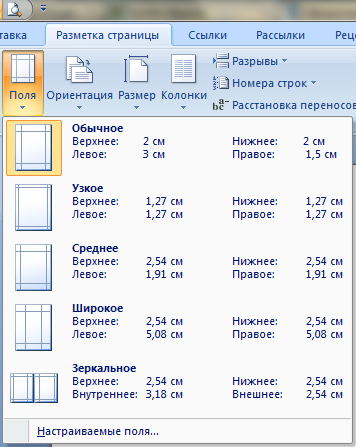 тавка Разметка страницы Ссылки Рассылки Реце
Поля Ориентация Размер Колонки
Разрывы
Номера строк
Расстановка переносов
Обычное
Верхнее: 2 см Нижнее: 2 см
Левое: 3 см Правое: 1,5 см
Узкое
Верхнее: 1,27 см Нижнее: 1,27 см
Левое: 1,27 см Правое: 1,27 см
Среднее
Верхнее: 2,54 см Нижнее: 2,54 см
Левое: 1,91 см Правое: 1,91 см
Широкое
Верхнее: 2,54 см Нижнее: 2,54 см
Левое: 5,08 см Правое: 5,08 см
Зеркальное
Верхнее: 2,54 см Нижнее: 2,54 см
Внутреннее: 3,18 см Внешнее: 2,54 см
Настраиваемые поля...